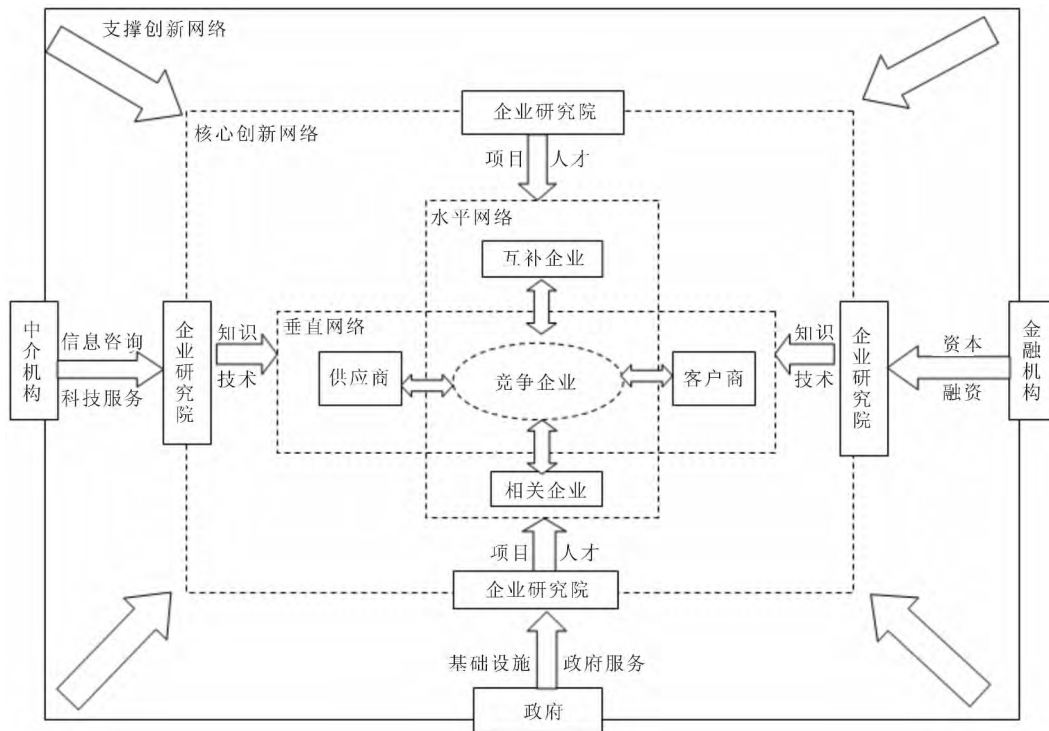 支撑创新网络
企业研究院
核心创新网络
项目 人才
水平网络
互补企业
中介机构
信息咨询
科技服务
企业研究院
知识
技术
垂直网络
供应商
竞争企业
客户商
知识
技术
企业研究院
资本
融资
金融机构
相关企业
项目 人才
企业研究院
基础设施 政府服务
政府